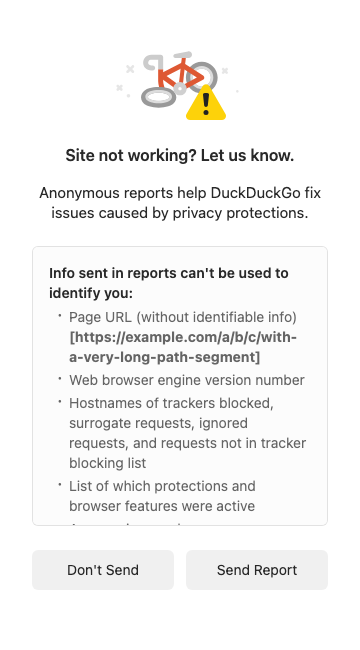 Site not working? Let us know.
Anonymous reports help DuckDuckGo fix
issues caused by privacy protections.
Info sent in reports can't be used to
identify you:
· Page URL (without identifiable info)
[https://example.com/a/b/c/with-
a-very-long-path-segment]
· Web browser engine version number
· Hostnames of trackers blocked,
surrogate requests, ignored
requests, and requests not in tracker
blocking list
· List of which protections and
browser features were active
Don't Send
Send Report